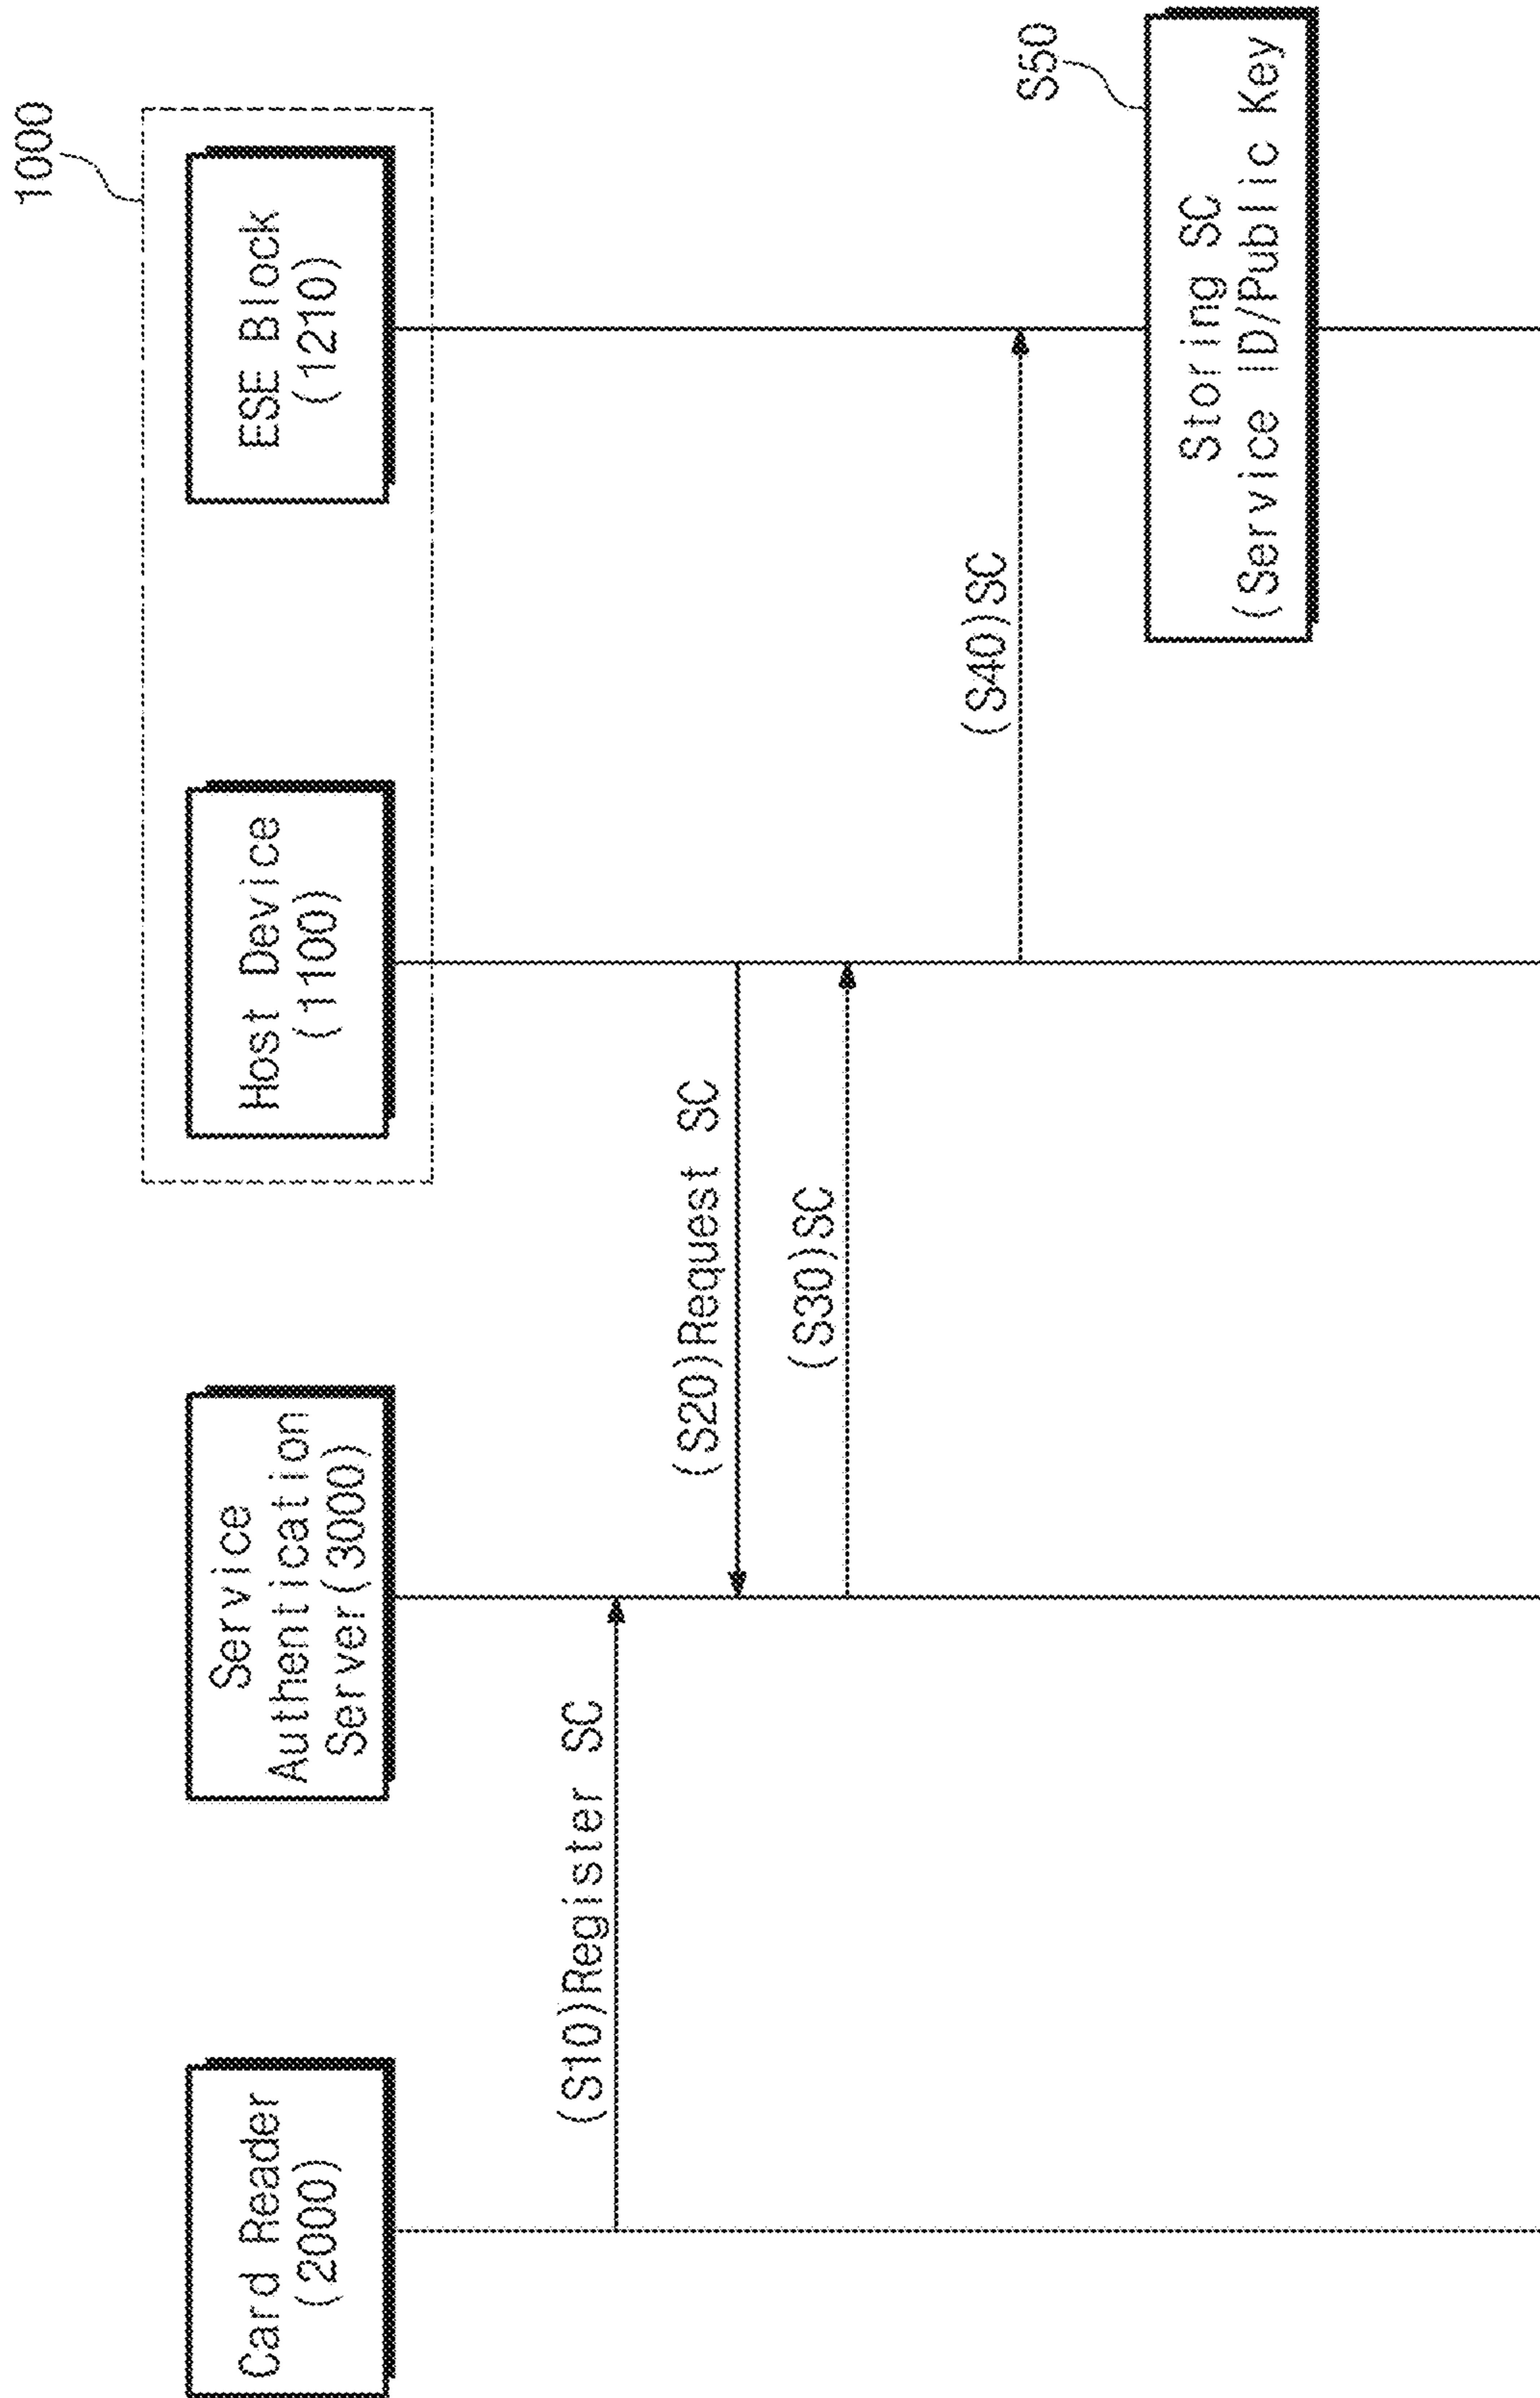 1000
Card Reader
(2000)
Service
Authentication
Server(3000)
Host Device
(1100)
ESE Block
(1210)
(S10)Register SC
(S20)Request SC
(S30)SC
(S40)SC
S50
Storing SC
(Service ID/Public Key